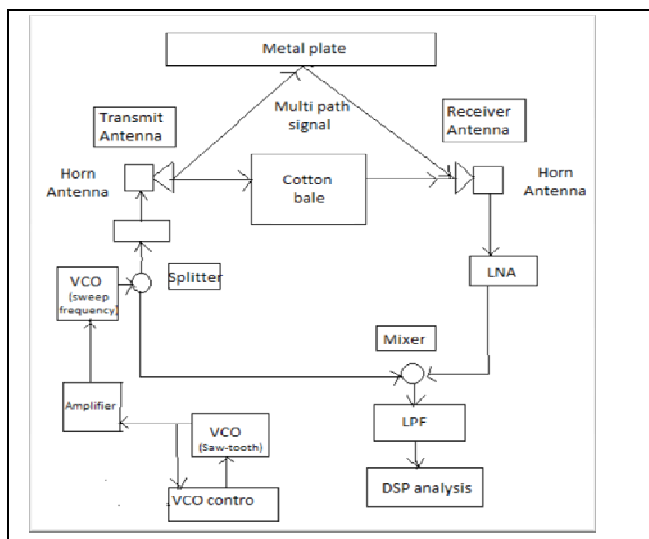 Metal plate
Transmit
Antenna
Multi path
signal
Receiver
Antenna
Horn
Antenna
Cotton
bale
Horn
Antenna
VCO
(sweep
frequency)
Splitter
LNA
Mixer
Amplifier
VCO
(Saw-tooth)
LPF
VCO contro
DSP analysis